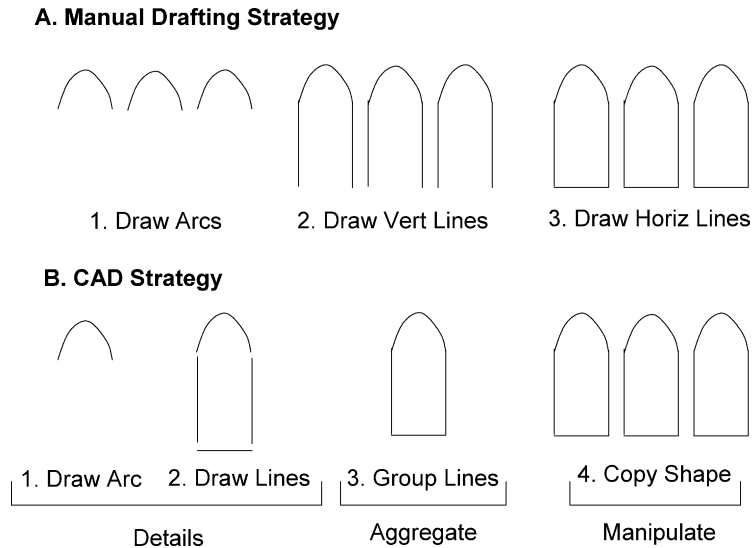 A. Manual Drafting Strategy
1. Draw Arcs
2. Draw Vert Lines
3. Draw Horiz Lines
B. CAD Strategy
1. Draw Arc
2. Draw Lines
3. Group Lines
4. Copy Shape
Details
Aggregate
Manipulate